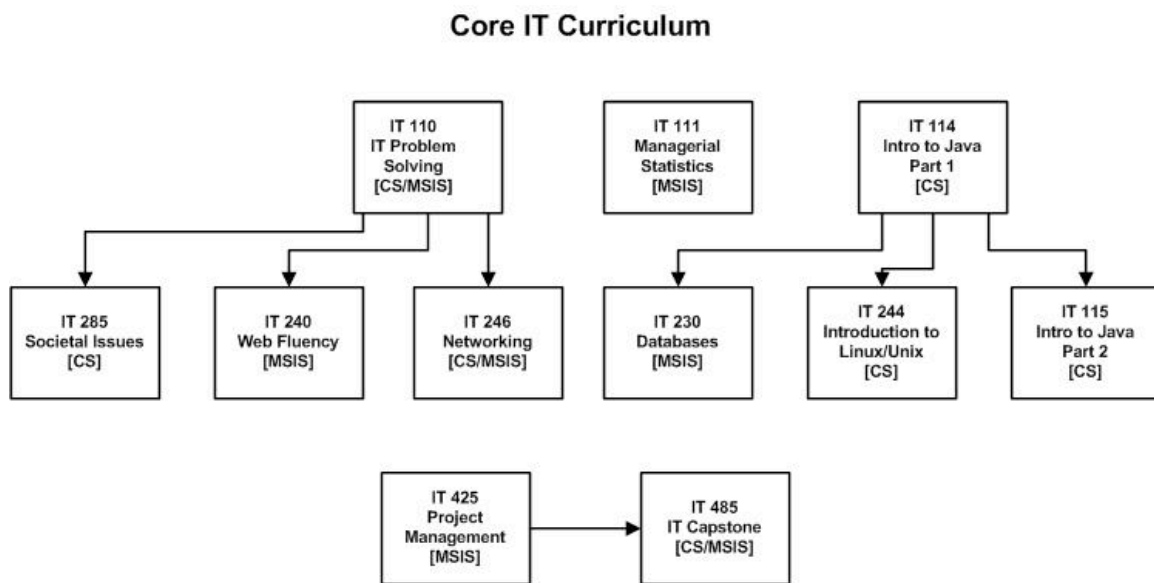 Core IT Curriculum
IT 110
IT Problem
Solving
[CS/MSIS]
IT 111
Managerial
Statistics
[MSIS]
IT 114
Intro to Java
Part 1
[CS]
IT 285
Societal Issues
[CS]
IT 240
Web Fluency
[MSIS]
IT 246
Networking
[CS/MSIS]
IT 230
Databases
[MSIS]
IT 244
Introduction to
Linux/Unix
[CS]
IT 115
Intro to Java
Part 2
[CS]
IT 425
Project
Management
[MSIS]
IT 485
IT Capstone
[CS/MSIS]